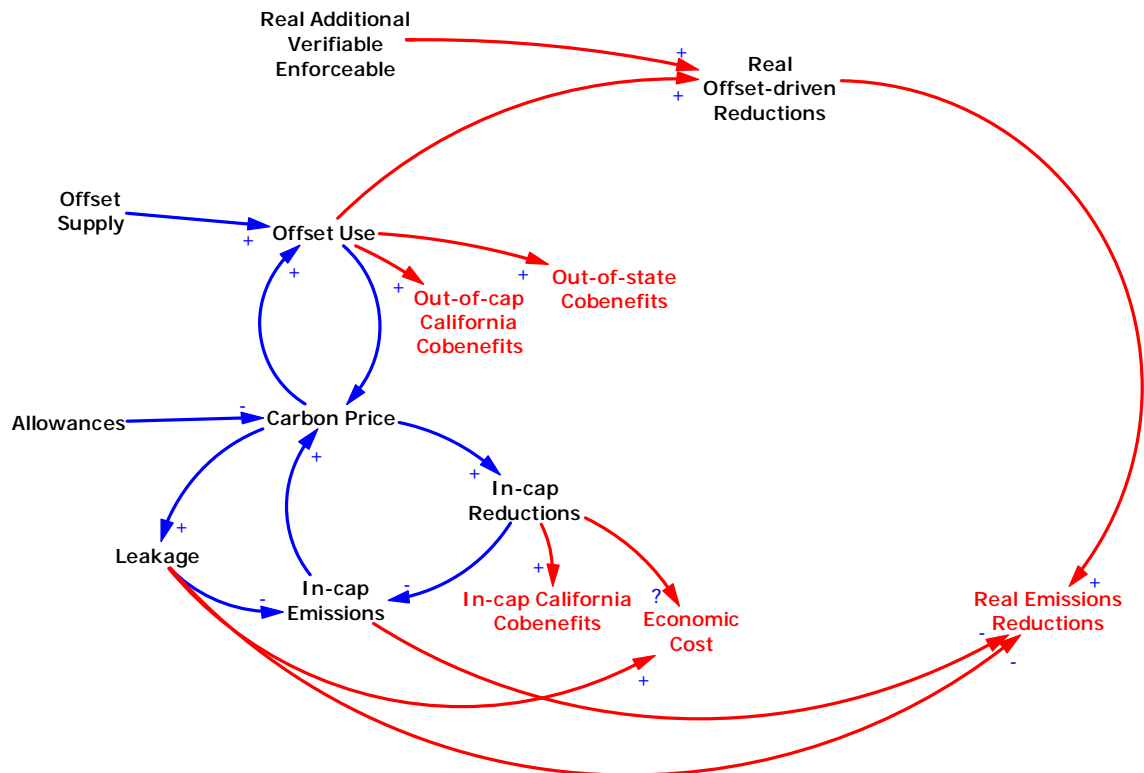 Real Additional
Verifiable
Enforceable
+
+
Real
Offset-driven
Reductions
Offset
Supply
+
Offset Use
+
+
Out-of-cap
California
Cobenefits
+
Out-of-state
Cobenefits
Allowances
-
Carbon Price
+
+
In-cap
Reductions
+
Leakage
-
In-cap
Emissions
-
+
In-cap California
Cobenefits
?
Economic
Cost
+
+
Real Emissions
Reductions
-
-